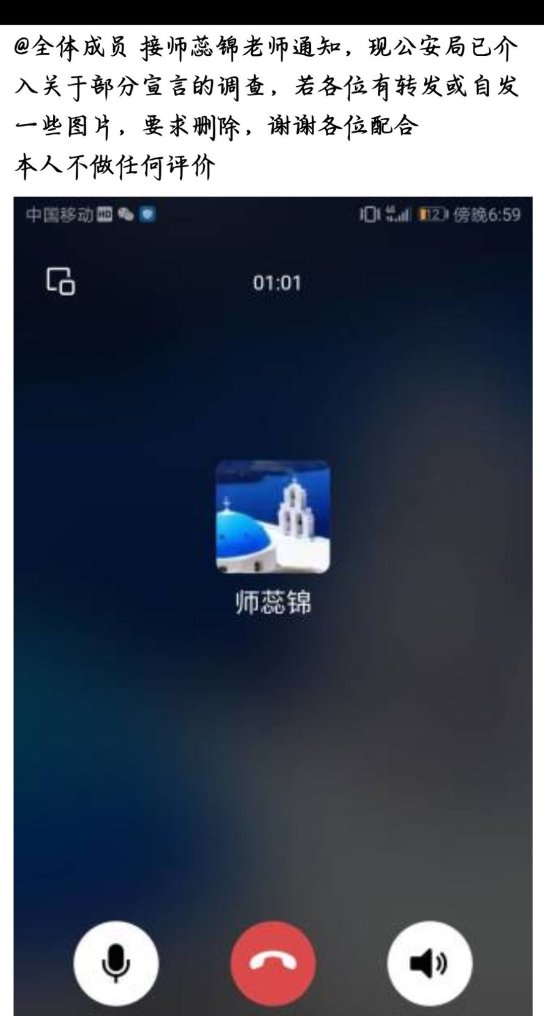 @全体成员 接师蕊锦老师通知，现公安局已介
入关于部分宣言的调查，若各位有转发或自发
一些图片，要求删除，谢谢各位配合
本人不做任何评价
中国移动 HD 4G 12 傍晚6:59
01:01
师蕊锦